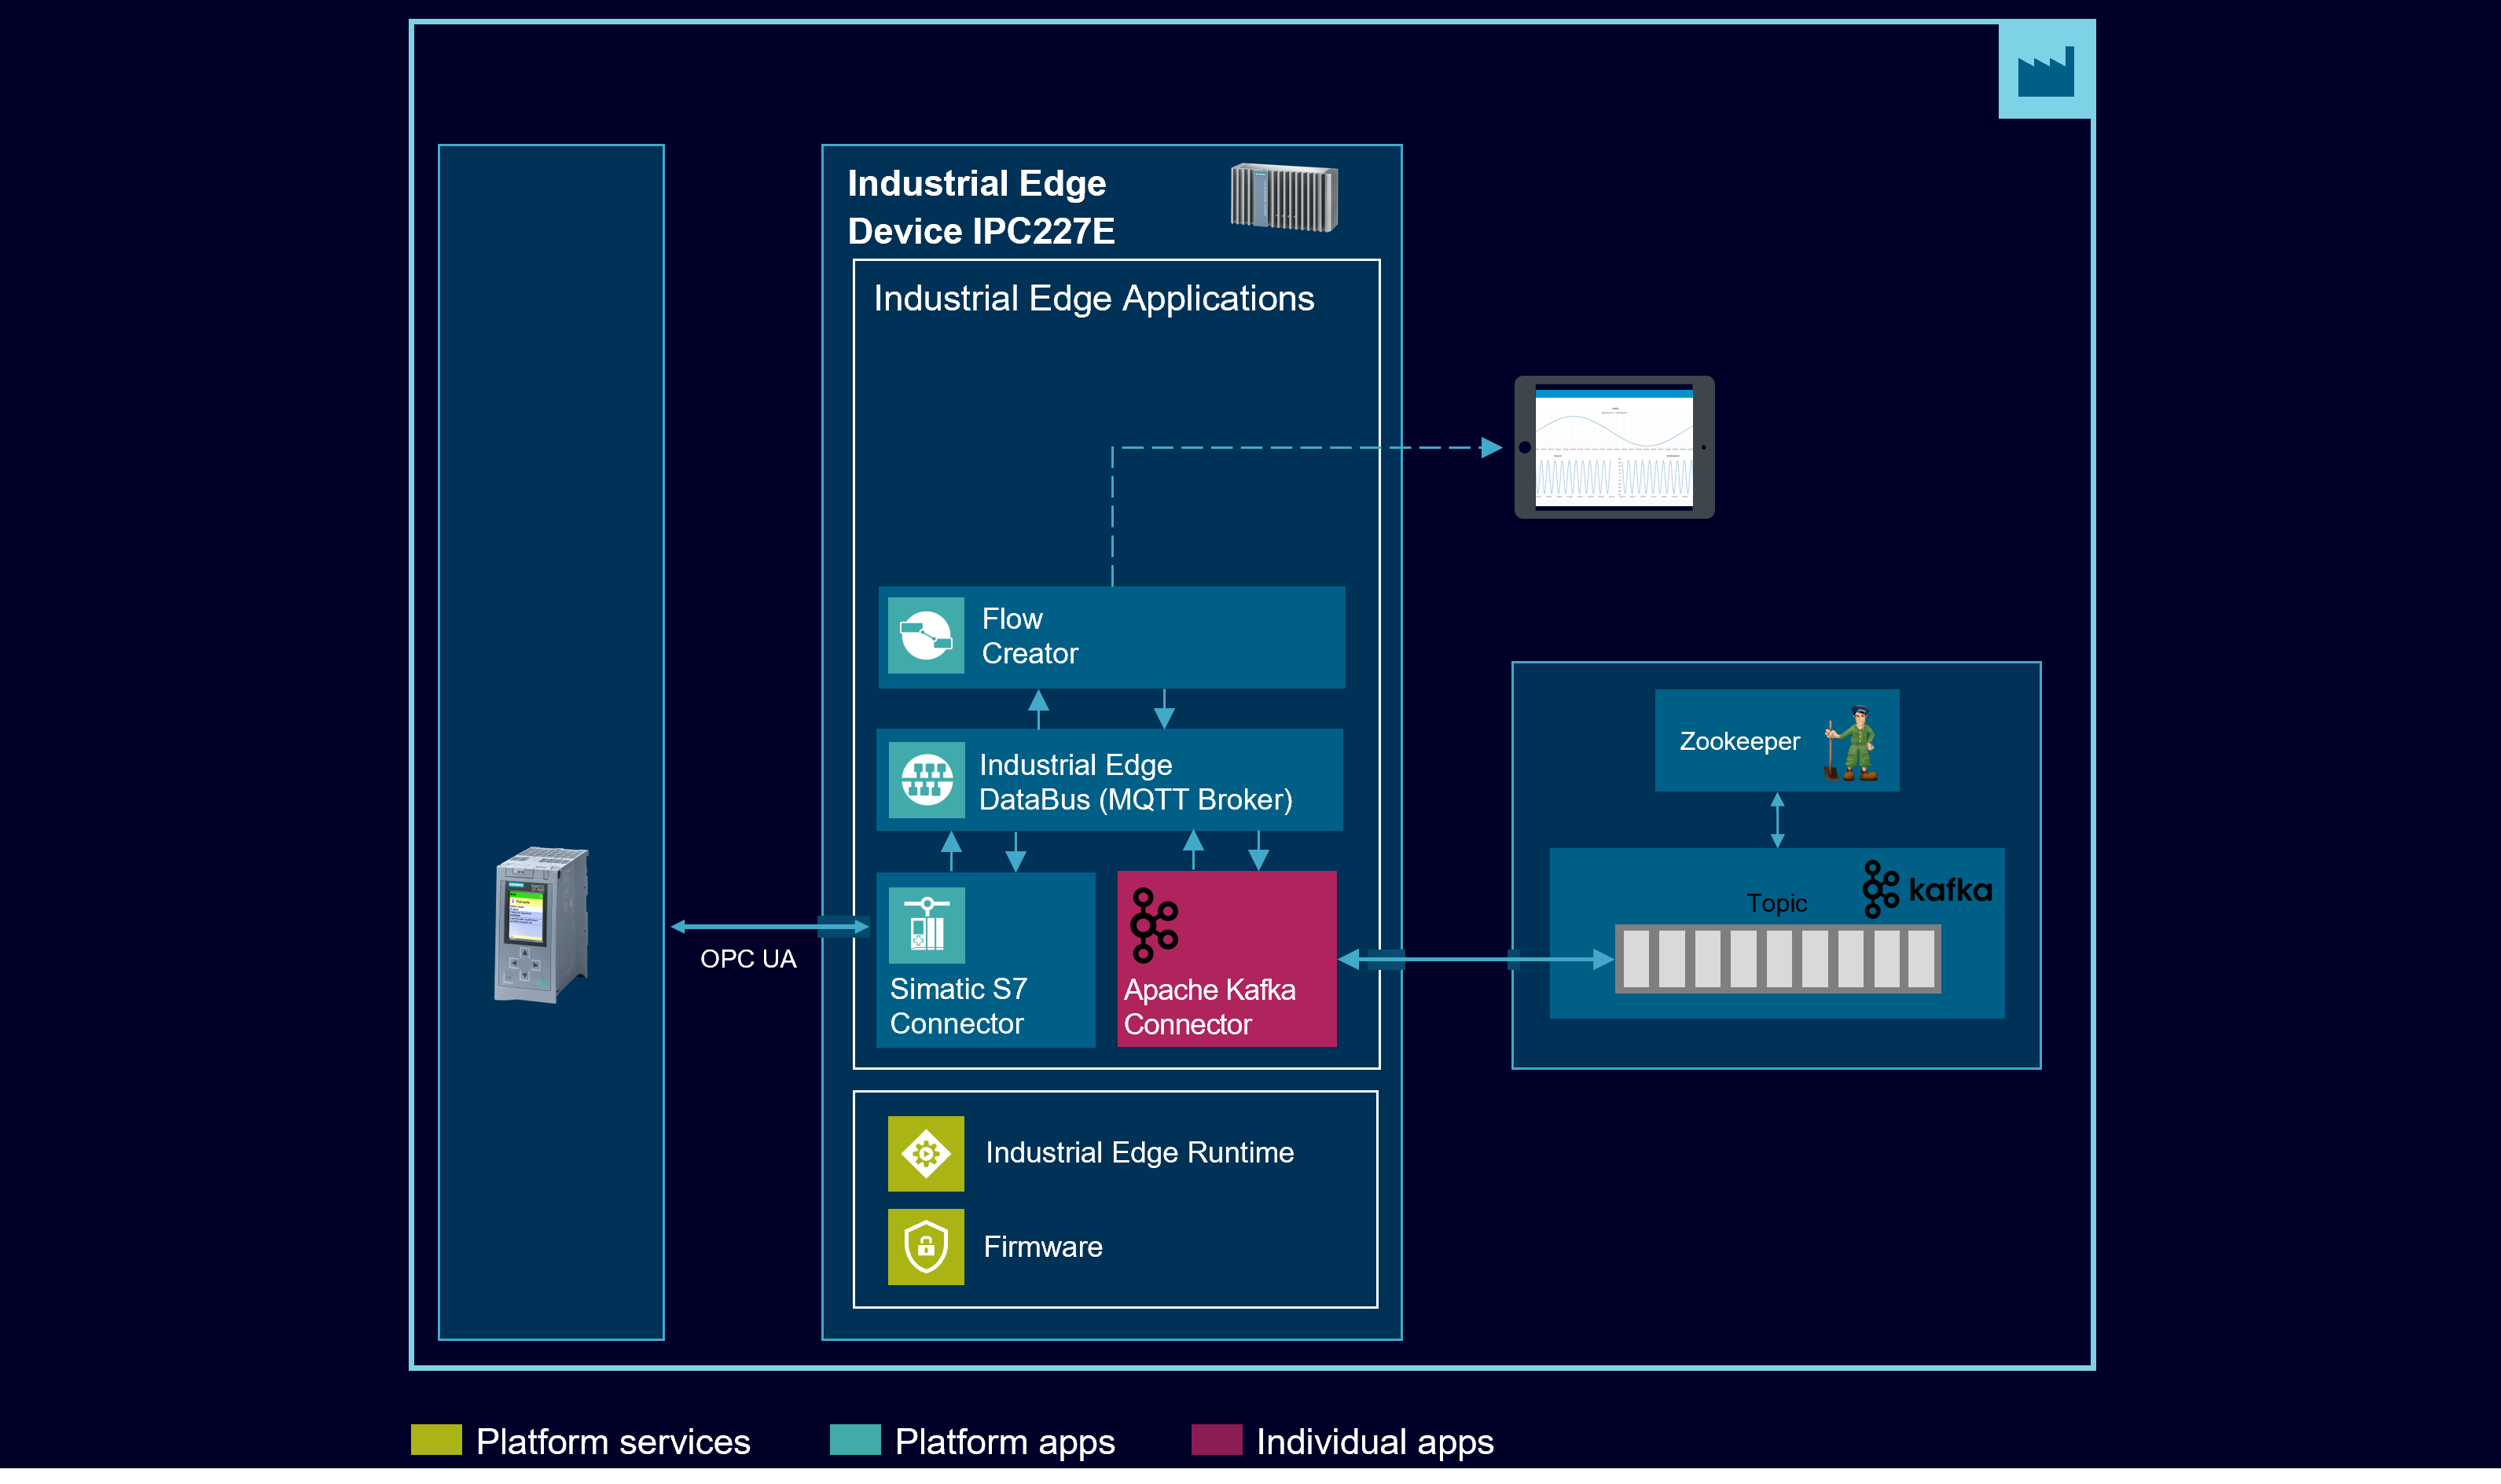 Industrial Edge
Device IPC227E
Industrial Edge Applications
Flow
Creator
Industrial Edge
DataBus (MQTT Broker)
Zookeeper
Topic
kafka
OPC UA
Simatic S7
Connector
Apache Kafka
Connector
Industrial Edge Runtime
Firmware
Platform services
Platform apps
Individual apps